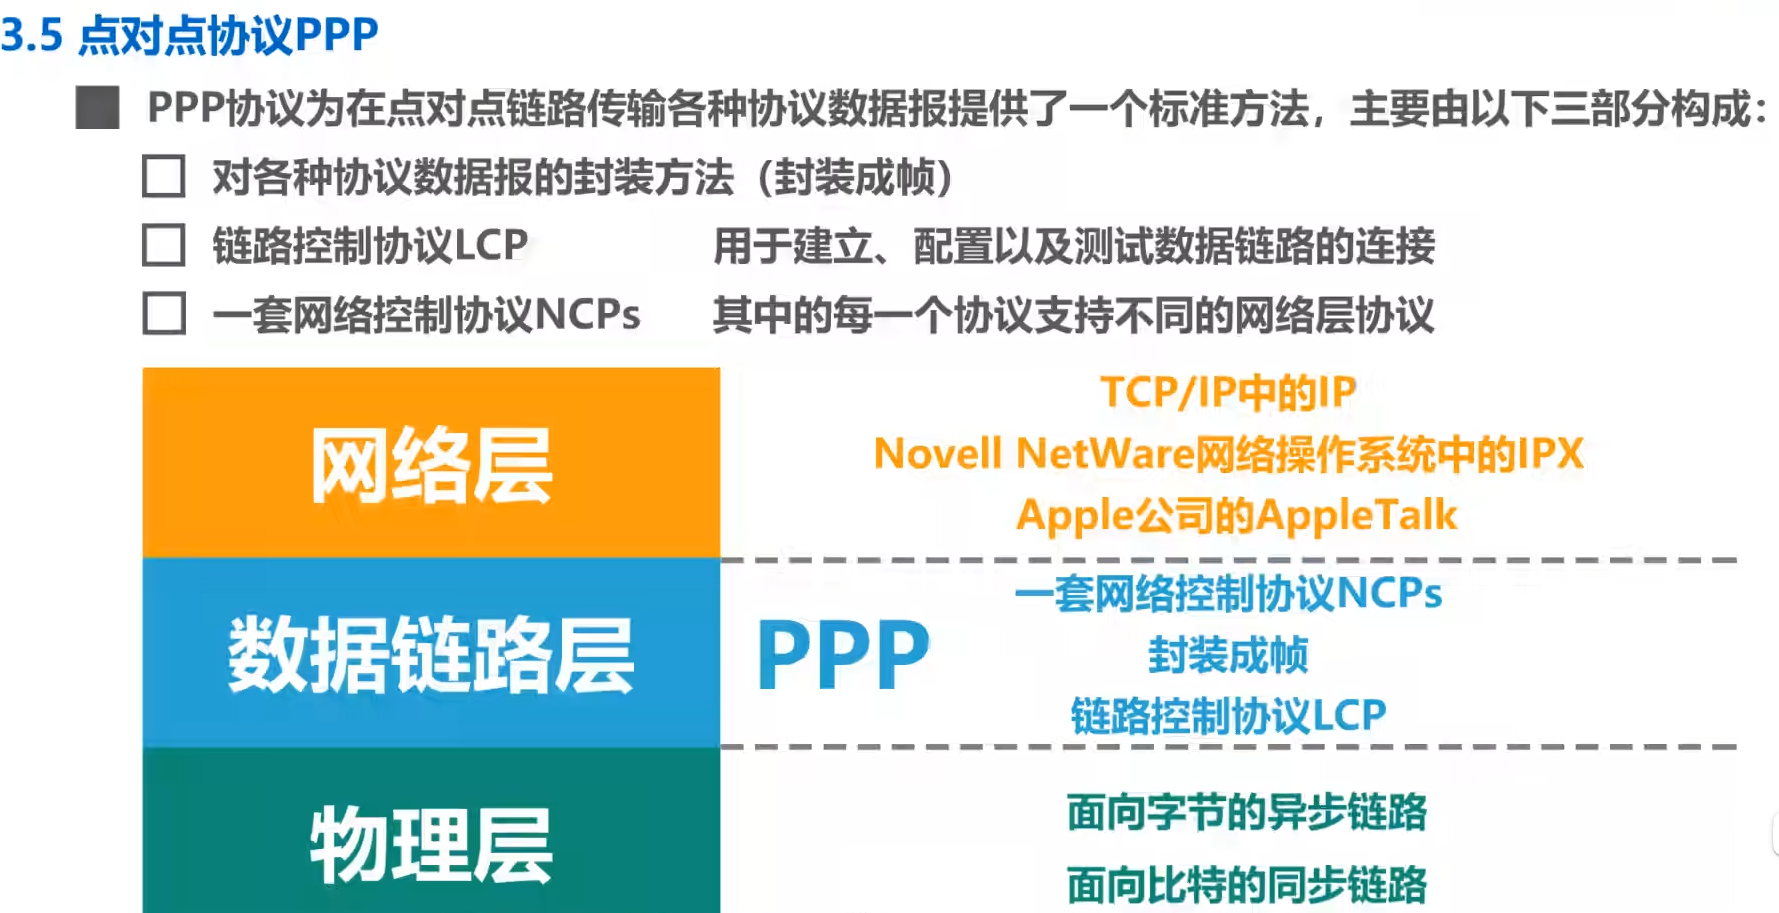 3.5 点对点协议PPP
PPP协议为在点对点链路传输各种协议数据报提供了一个标准方法，主要由以下三部分构成：
对各种协议数据报的封装方法（封装成帧）
链路控制协议LCP 用于建立、配置以及测试数据链路的连接
一套网络控制协议NCPs 其中的每一个协议支持不同的网络层协议
网络层
TCP/IP中的IP
Novell NetWare网络操作系统中的IPX
Apple公司的AppleTalk
数据链路层
PPP
一套网络控制协议NCPs
封装成帧
链路控制协议LCP
物理层
面向字节的异步链路
面向比特的同步链路